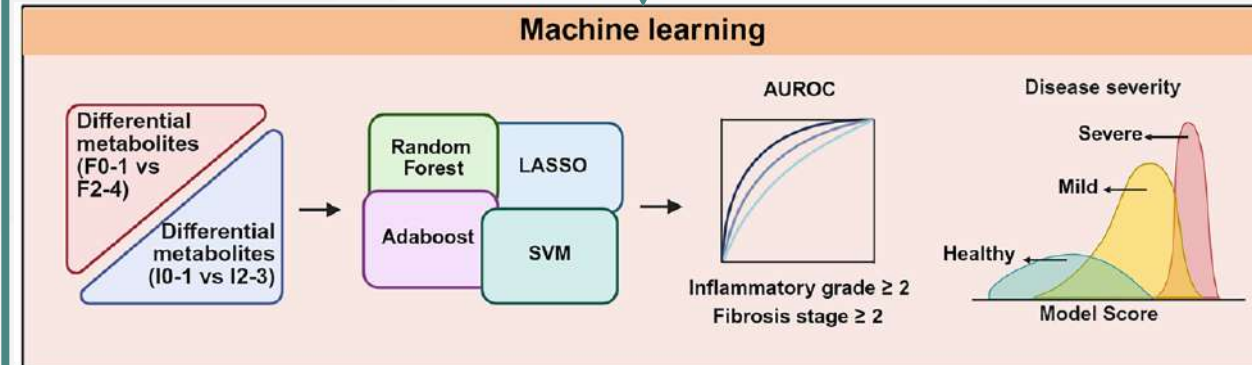 Machine learning
Differential
metabolites
(F0-1 vs
F2-4)
Differential
metabolites
(I0-1 vs I2-3)
Random
Forest
LASSO
Adaboost
SVM
AUROC
Inflammatory grade ≥ 2
Fibrosis stage ≥ 2
Disease severity
Severe
Mild
Healthy
Model Score